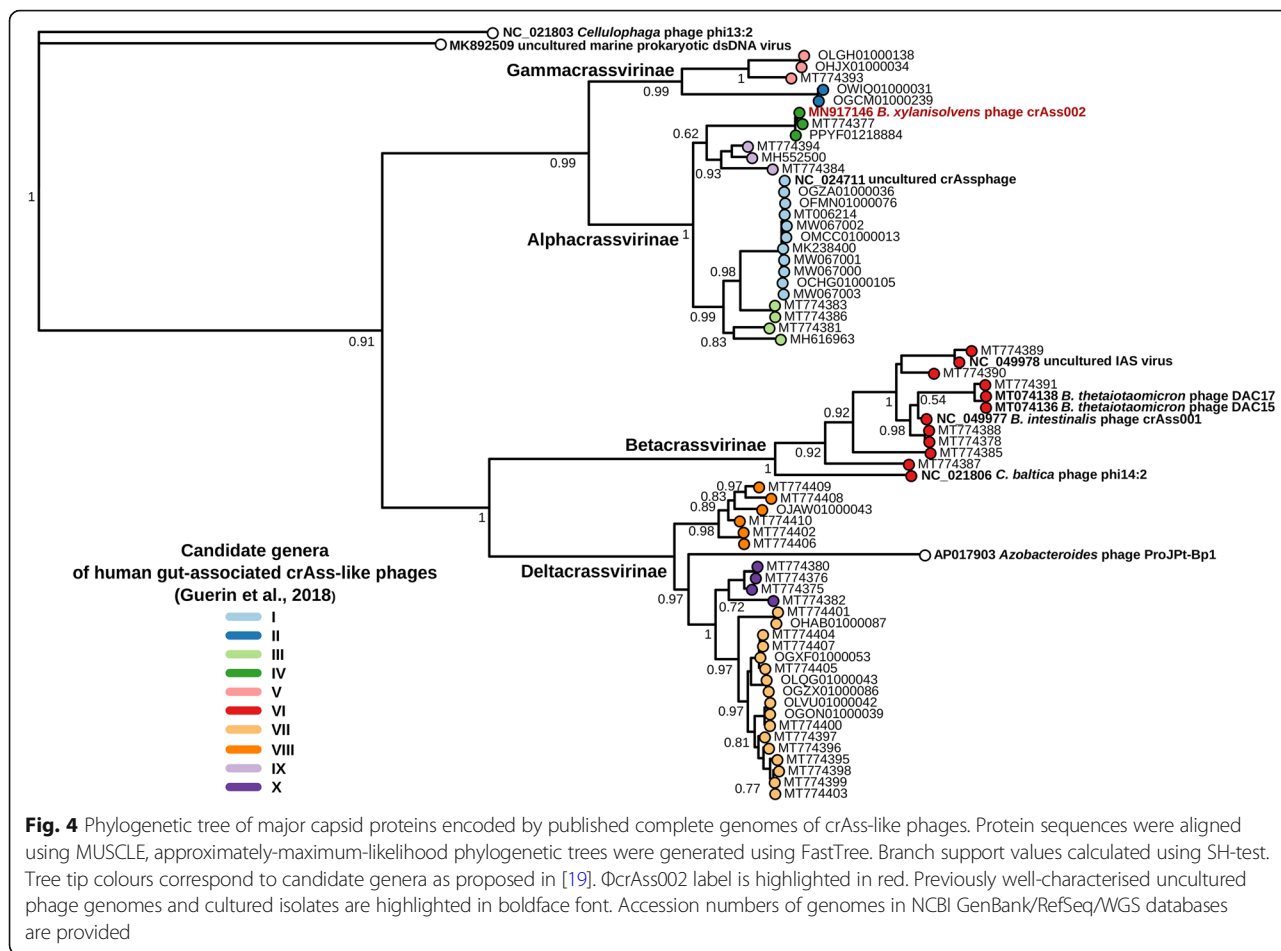 NC_021803 Cellulophaga phage phi13:2
MK892509 uncultured marine prokaryotic dsDNA virus
OLGH01000138
Gammacrassvirinae
OHJX01000034
1
MT774393
0.99
OWIQ01000031
OGCM01000239
MN917146 B. xylanisolvens phage crAss002
0.62
MT774377
PPYF01218884
0.99
MT774394
MH552500
0.93
MT774384
NC_024711 uncultured crAssphage
1
OGZA01000036
OFMN01000076
MT006214
MW067002
Alphacrassvirinae
1
OMCC01000013
MK238400
MW067001
0.98
MW067000
OCHG01000105
MW067003
MT774383
0.99
MT774386
MT774381
0.83
MH616963
0.91
MT774389
NC_049978 uncultured IAS virus
MT774390
MT774391
1
0.54
MT074138 B. thetaiotaomicron phage DAC17
MT074136 B. thetaiotaomicron phage DAC15
0.92
NC_049977 B. intestinalis phage crAss001
0.98
MT774388
Betacrassvirinae
MT774378
0.92
MT774385
MT774387
1
NC_021806 C. baltica phage phi14:2
0.97
MT774409
0.83
MT774408
0.89
OJAW01000043
1
MT774410
0.98
MT774402
MT774406
AP017903 Azobacteroides phage ProJPt-Bp1
Deltacrassvirinae
MT774380
MT774376
0.97
MT774375
0.72
MT774382
MT774401
OHAB01000087
1
MT774404
MT774407
OGXF01000053
0.97
MT774405
OLQG01000043
OGZX01000086
OLVU01000042
0.97
OGON01000039
MT774400
MT774397
0.81
MT774396
MT774395
MT774398
0.77
MT774399
MT774403
Candidate genera
of human gut-associated crAss-like phages
(Guerin et al., 2018)
I
II
III
IV
V
VI
VII
VIII
IX
X
Fig. 4 Phylogenetic tree of major capsid proteins encoded by published complete genomes of crAss-like phages. Protein sequences were aligned
using MUSCLE, approximately-maximum-likelihood phylogenetic trees were generated using FastTree. Branch support values calculated using SH-test.
Tree tip colours correspond to candidate genera as proposed in [19]. ΦcrAss002 label is highlighted in red. Previously well-characterised uncultured
phage genomes and cultured isolates are highlighted in boldface font. Accession numbers of genomes in NCBI GenBank/RefSeq/WGS databases
are provided